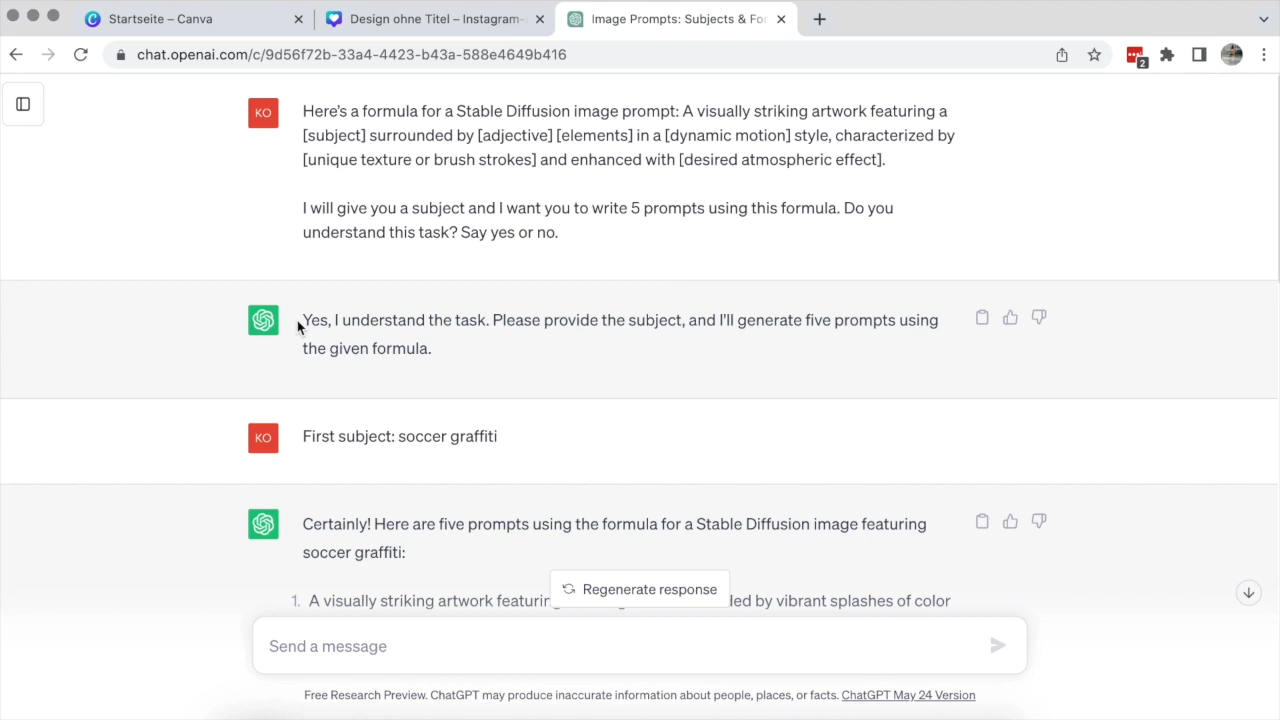 Startseite – Canva
Design ohne Titel – Instagram-
Image Prompts: Subjects & Fo
chat.openai.com/c/9d56f72b-33a4-4423-b43a-588e4649b416
2
KO
Here's a formula for a Stable Diffusion image prompt: A visually striking artwork featuring a
[subject] surrounded by [adjective] [elements] in a [dynamic motion] style, characterized by
[unique texture or brush strokes] and enhanced with [desired atmospheric effect].
I will give you a subject and I want you to write 5 prompts using this formula. Do you
understand this task? Say yes or no.
Yes, I understand the task. Please provide the subject, and I'll generate five prompts using
the given formula.
KO
First subject: soccer graffiti
Certainly! Here are five prompts using the formula for a Stable Diffusion image featuring
soccer graffiti:
Regenerate response
1. A visually striking artwork featuring by vibrant splashes of color
Send a message
Free Research Preview. ChatGPT may produce inaccurate information about people, places, or facts. ChatGPT May 24 Version